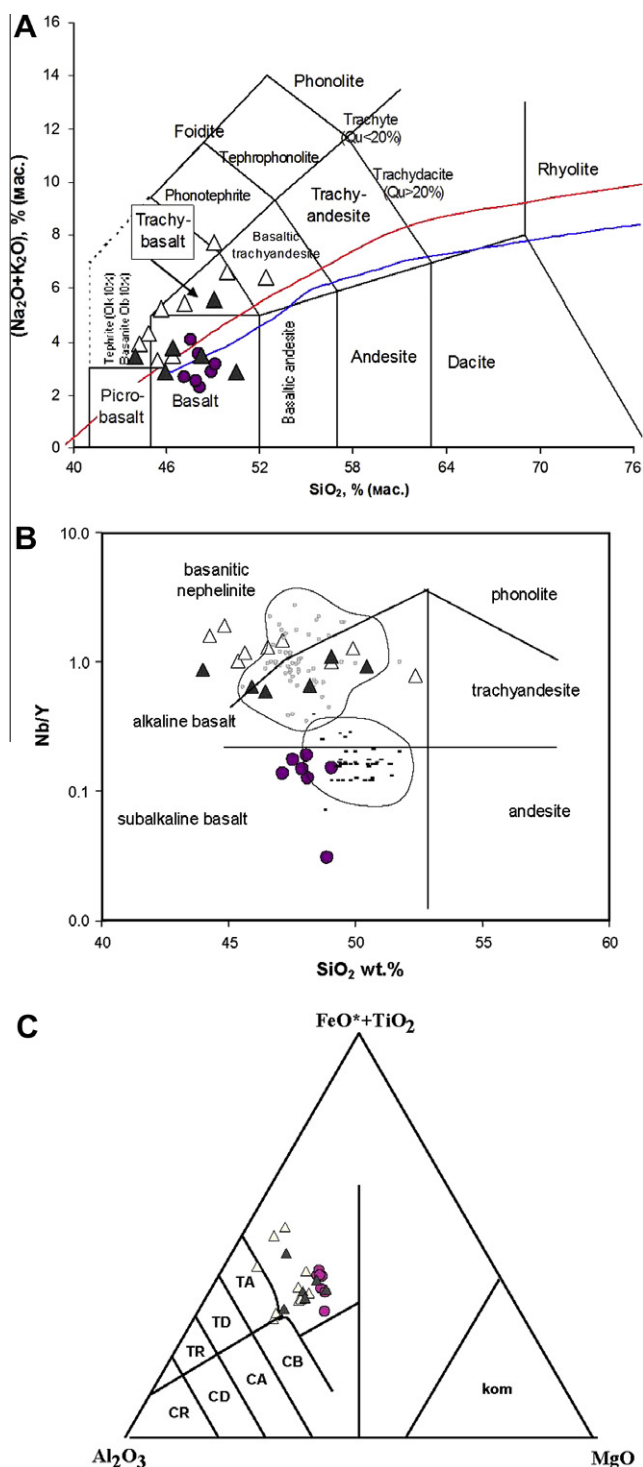 A
16
14
12
10
8
6
4
2
0
(Na₂O+K₂O), % (мас.)
Phonolite
Foidite
Trachyte
(Qu<20%)
Tephrophonolite
Trachydacite
(Qu>20%)
Rhyolite
Phonotephrite
Trachy-
andesite
Trachy-
basalt
Basaltic
trachyandesite
Tephrite (Ol<10%)
Basanite Ol>10%)
Picro-
basalt
Basalt
Basaltic andesite
Andesite
Dacite
40
46
52
58
64
70
76
SiO₂, % (мас.)
B
10.0
1.0
0.1
0.0
Nb/Y
basanitic
nephelinite
phonolite
trachyandesite
alkaline basalt
subalkaline basalt
andesite
40
45
50
55
60
SiO₂ wt.%
C
FeO*+TiO₂
TA
TD
TR
CB
CA
CD
CR
kom
Al₂O₃
MgO